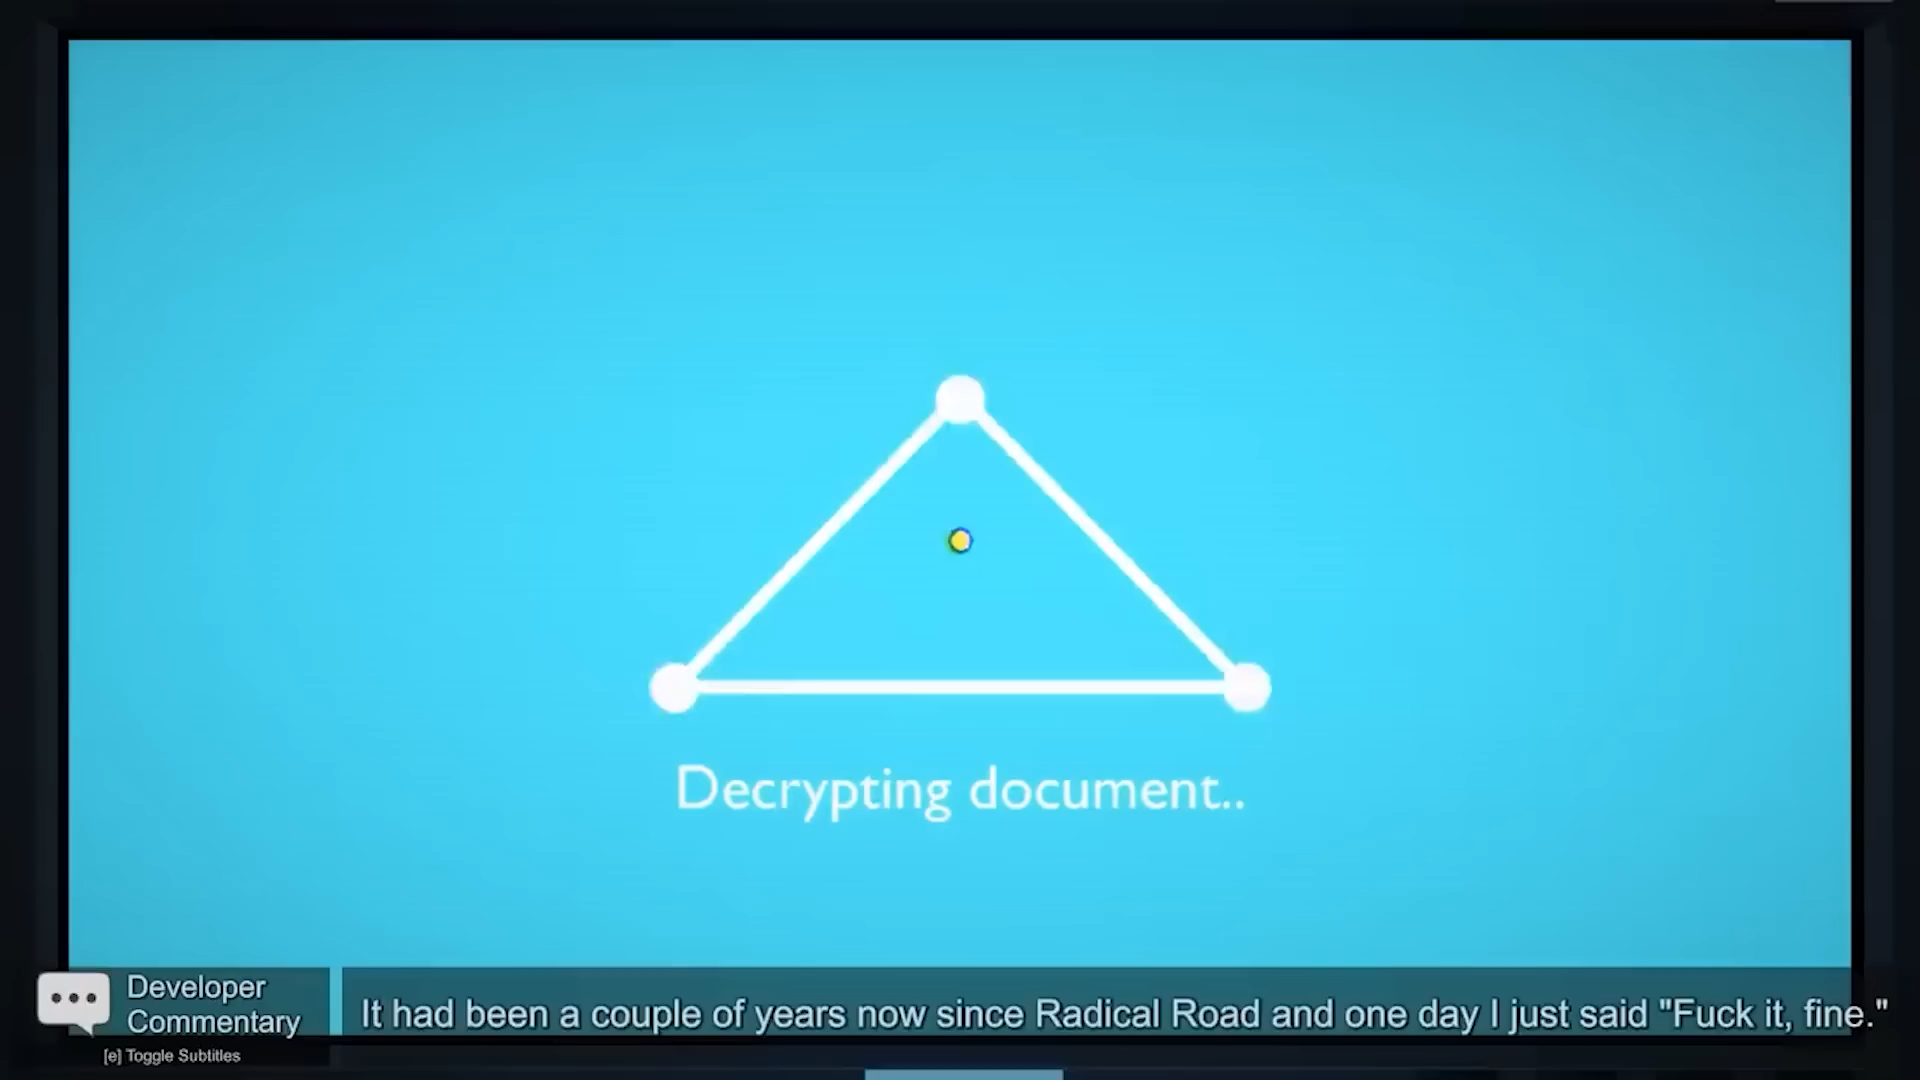 Decrypting document..
Developer
Commentary
It had been a couple of years now since Radical Road and one day I just said "Fuck it, fine."
[e] Toggle Subtitles